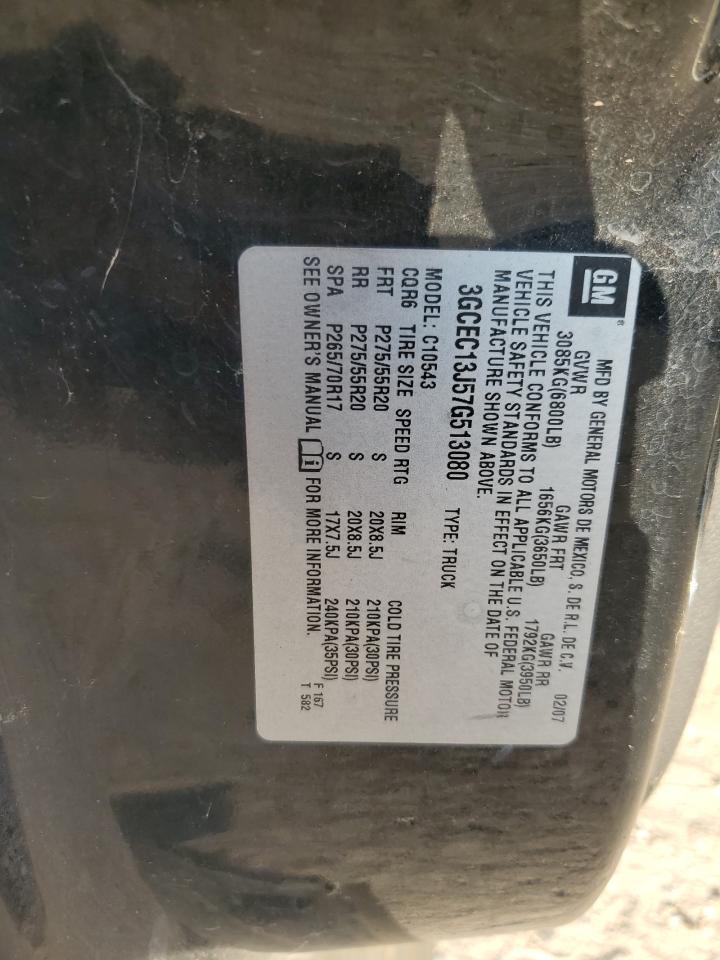 GM®
MFD BY GENERAL MOTORS DE MEXICO, S. DE R.L. DE C.V. 02/07
GVWR GAWR FRT GAWR RR
3085KG(6800LB) 1656KG(3650LB) 1792KG(3950LB)
THIS VEHICLE CONFORMS TO ALL APPLICABLE U.S. FEDERAL MOTOR
VEHICLE SAFETY STANDARDS IN EFFECT ON THE DATE OF
MANUFACTURE SHOWN ABOVE.
3GCEC13J57G513080 TYPE: TRUCK
MODEL: C10543
CQR6 TIRE SIZE SPEED RTG RIM COLD TIRE PRESSURE
FRT P275/55R20 S 20X8.5J 210KPA(30PSI)
RR P275/55R20 S 20X8.5J 210KPA(30PSI)
SPA P265/70R17 S 17X7.5J 240KPA(35PSI)
SEE OWNER'S MANUAL i FOR MORE INFORMATION.
F 167
T 582